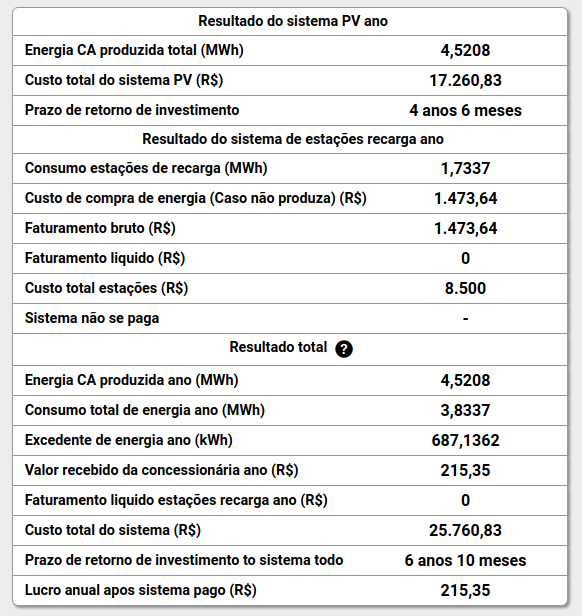 Resultado do sistema PV ano
Energia CA produzida total (MWh) 4,5208
Custo total do sistema PV (R$) 17.260,83
Prazo de retorno de investimento 4 anos 6 meses
Resultado do sistema de estações recarga ano
Consumo estações de recarga (MWh) 1,7337
Custo de compra de energia (Caso não produza) (R$) 1.473,64
Faturamento bruto (R$) 1.473,64
Faturamento liquido (R$) 0
Custo total estações (R$) 8.500
Sistema não se paga -
Resultado total ?
Energia CA produzida ano (MWh) 4,5208
Consumo total de energia ano (MWh) 3,8337
Excedente de energia ano (kWh) 687,1362
Valor recebido da concessionária ano (R$) 215,35
Faturamento liquido estações recarga ano (R$) 0
Custo total do sistema (R$) 25.760,83
Prazo de retorno de investimento to sistema todo 6 anos 10 meses
Lucro anual apos sistema pago (R$) 215,35